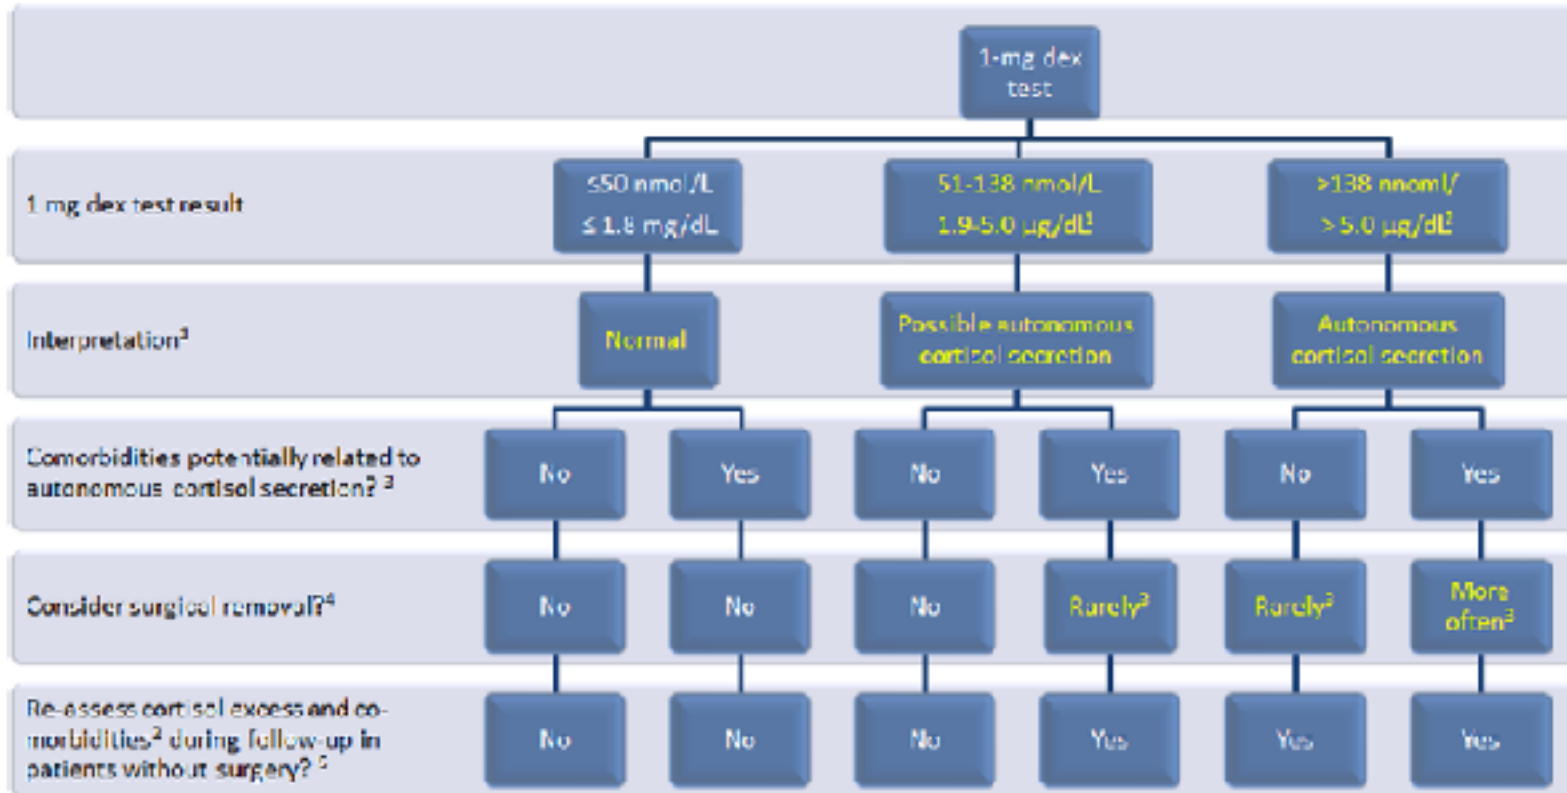 1-mg dex
test
1 mg dex test result
≤50 nmol/L
≤ 1.8 mg/dL
51-138 nmol/L
1.9-5.0 µg/dL¹
>138 nnoml/
> 5.0 µg/dL²
Interpretation³
Normal
Possible autonomous
cortisol secretion
Autonomous
cortisol secretion
Comorbidities potentially related to
autonomous cortisol secretion? ³
No
Yes
No
Yes
No
Yes
Consider surgical removal?⁴
No
No
No
Rarely³
Rarely³
More
often³
Re-assess cortisol excess and co-
morbidities² during follow-up in
patients without surgery? ⁵
No
No
No
Yes
Yes
Yes